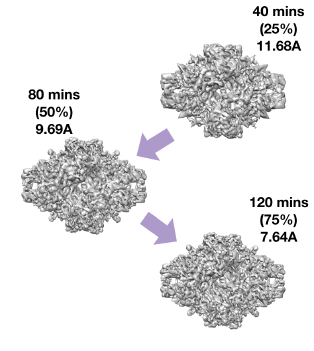 40 mins
(25%)
11.68A
80 mins
(50%)
9.69A
120 mins
(75%)
7.64A